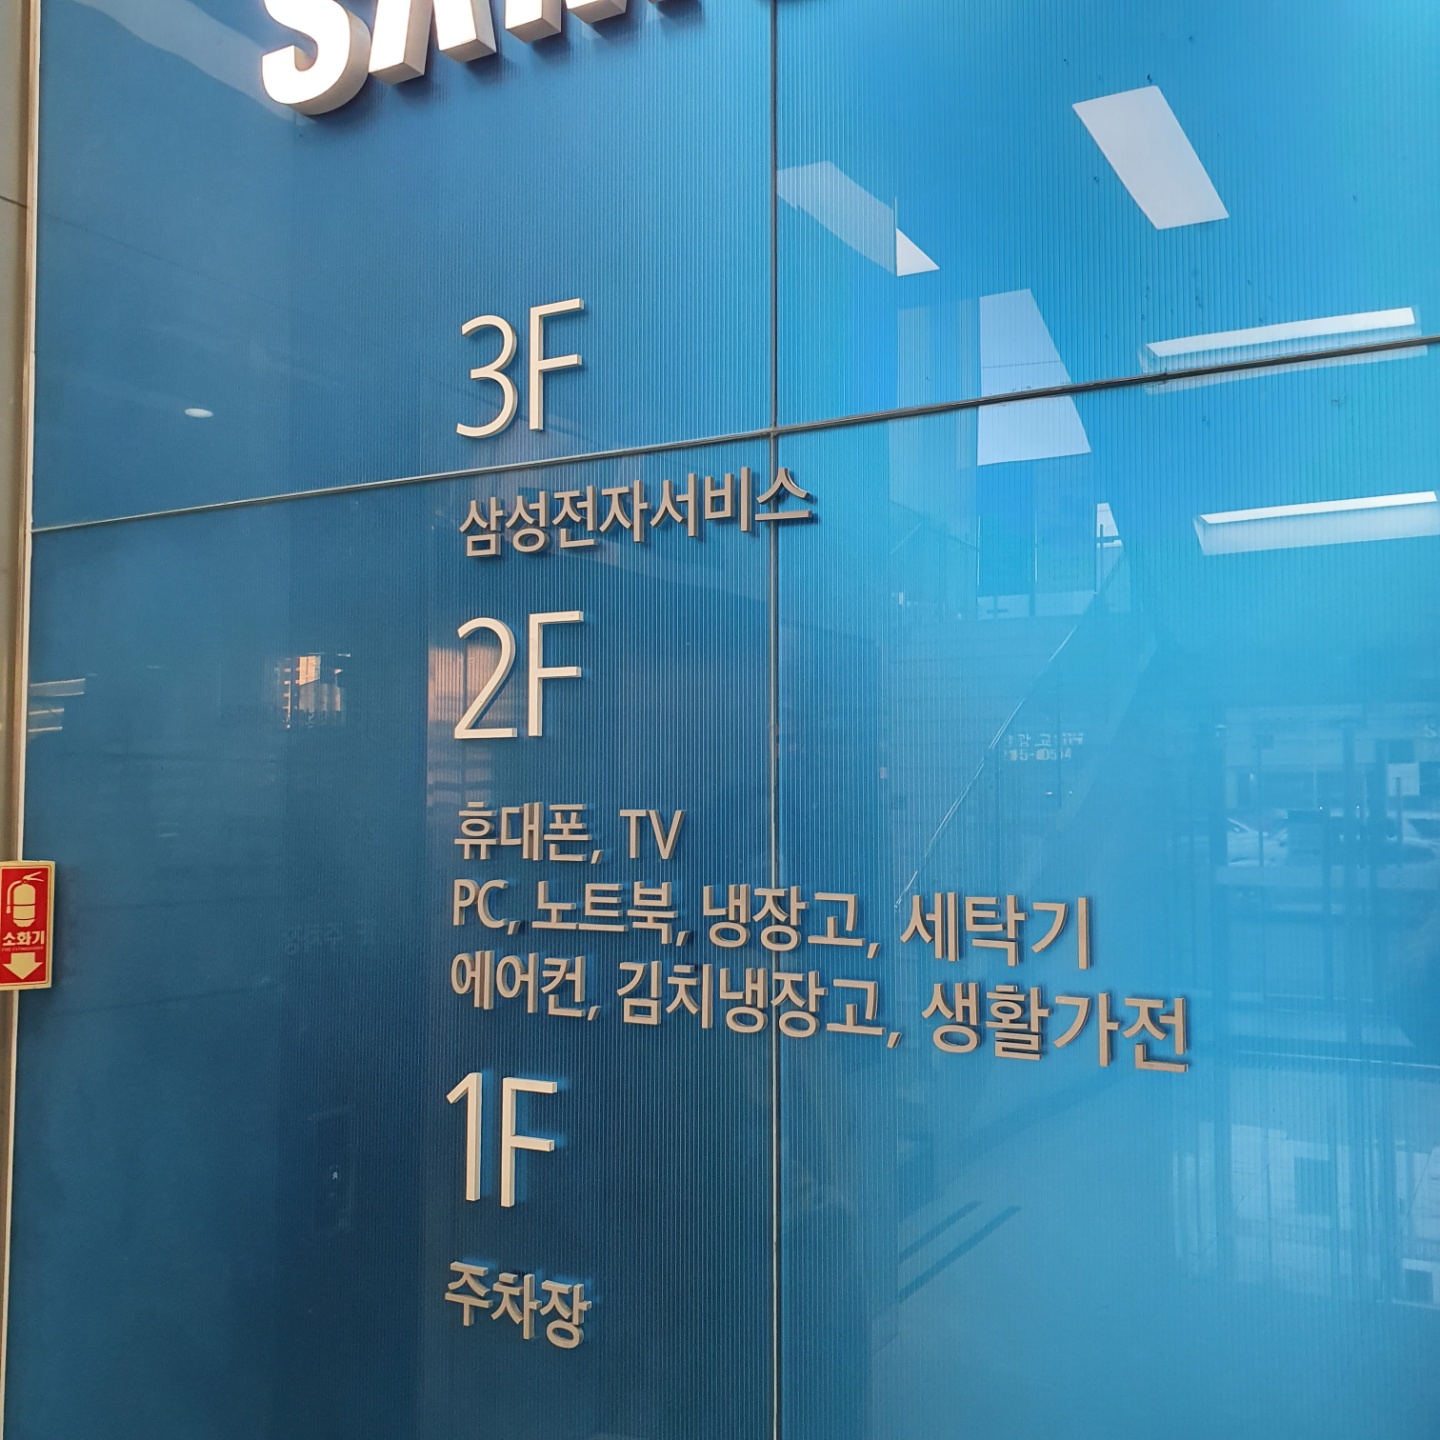 3F
삼성전자서비스
2F
휴대폰, TV
PC, 노트북, 냉장고, 세탁기
에어컨, 김치냉장고, 생활가전
1F
주차장
소화기